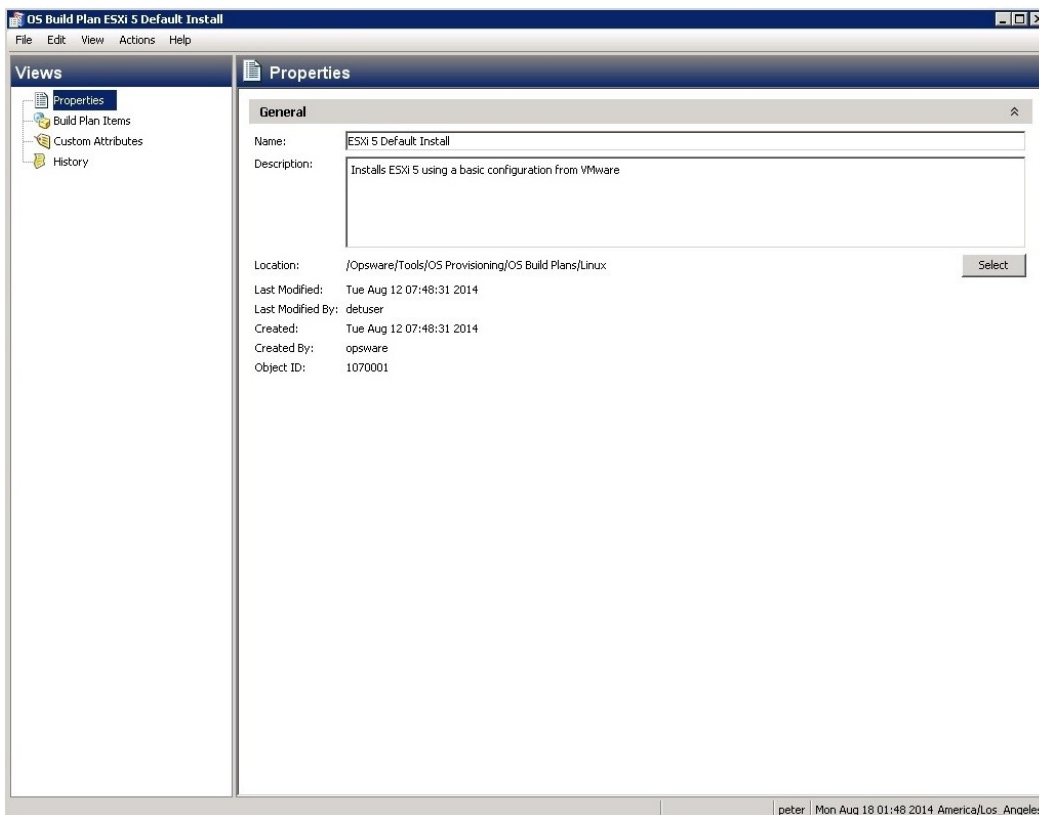 OS Build Plan ESXi 5 Default Install
File Edit View Actions Help
Views
Properties
Build Plan Items
Custom Attributes
History
Properties
General
Name: ESXi 5 Default Install
Description: Installs ESXi 5 using a basic configuration from VMware
Location: /Opsware/Tools/OS Provisioning/OS Build Plans/Linux Select
Last Modified: Tue Aug 12 07:48:31 2014
Last Modified By: detuser
Created: Tue Aug 12 07:48:31 2014
Created By: opsware
Object ID: 1070001
peter Mon Aug 18 01:48 2014 America/Los_Angeles